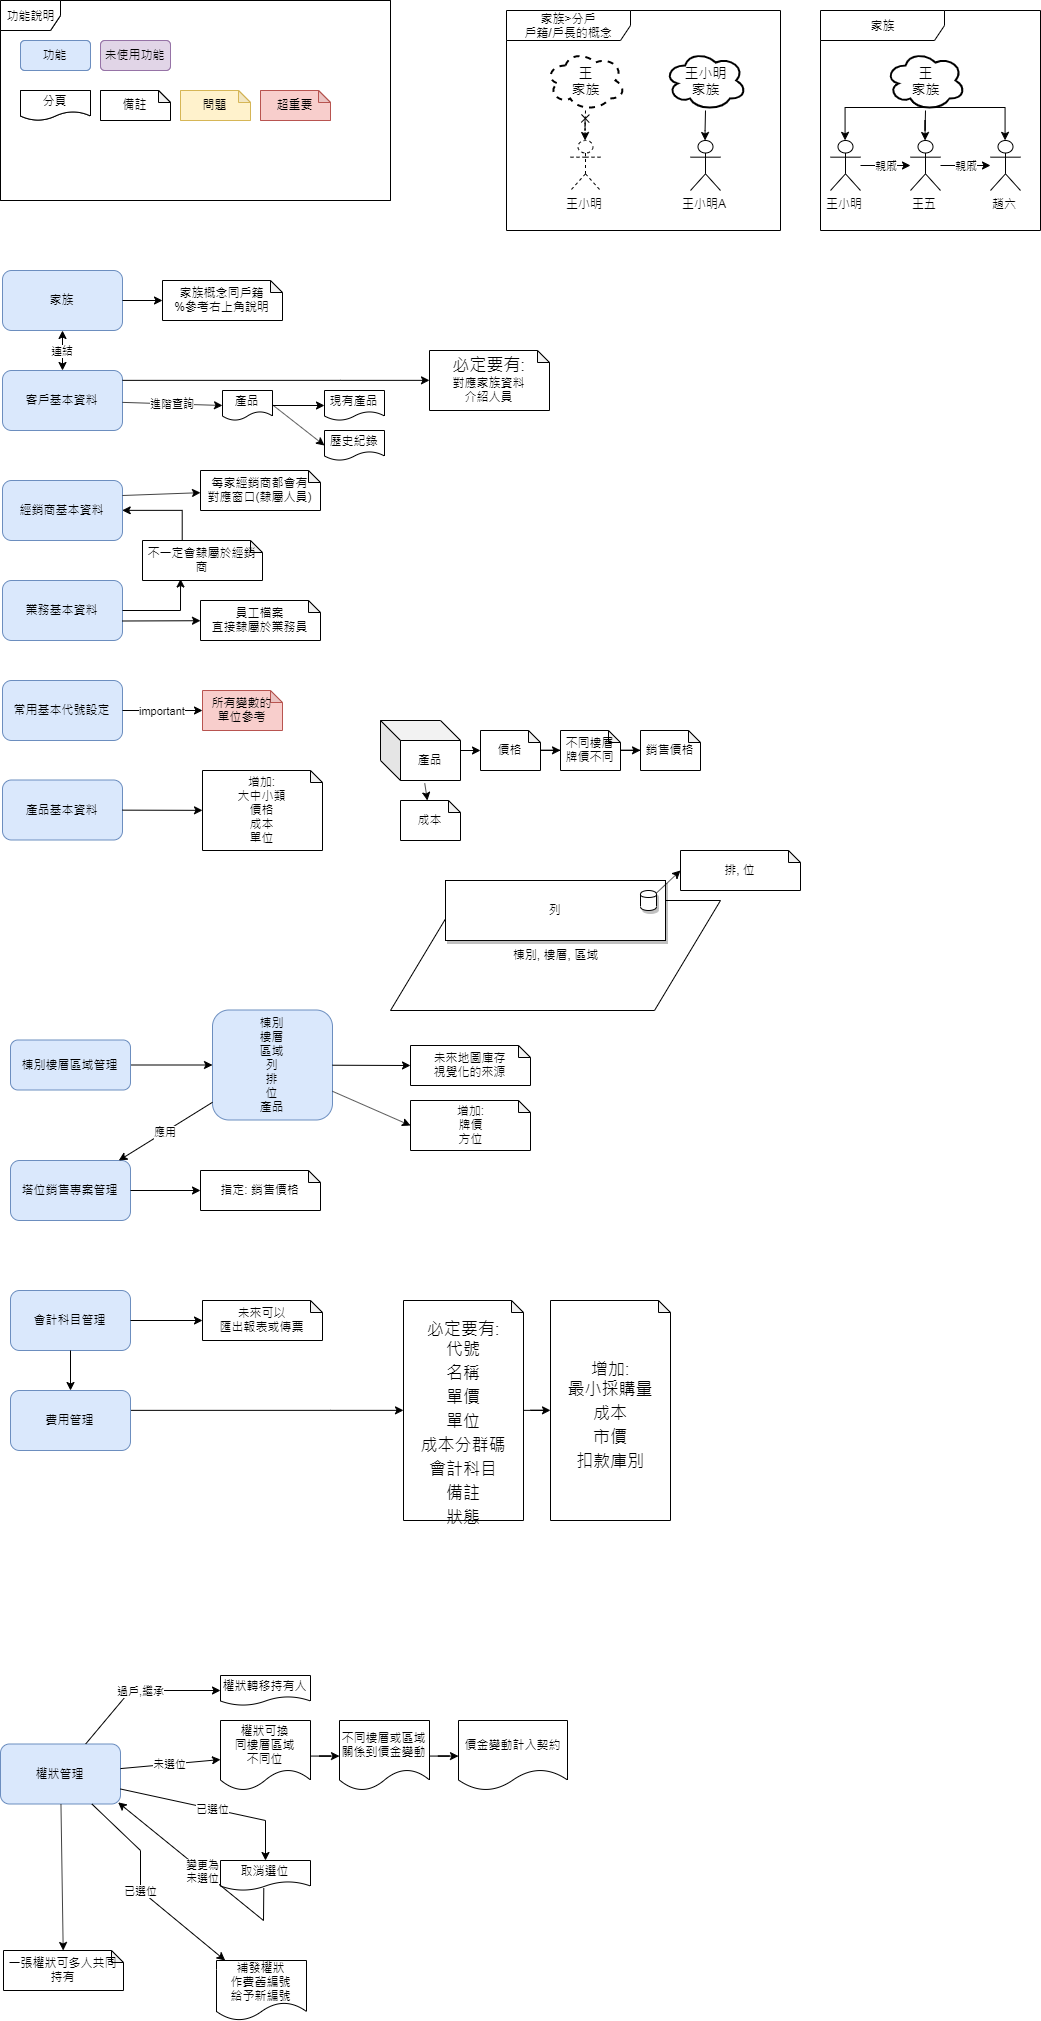 功能說明
功能
未使用功能
分頁
備註
問題
超重要
家族>分戶
戶籍/戶長的概念
王
家族
王小明
家族
王小明
王小明A
家族
王
家族
親戚
親戚
王小明
王五
趙六
家族
家族概念同戶籍
%參考右上角說明
連結
客戶基本資料
進階查詢
產品
現有產品
歷史紀錄
必定要有:
對應家族資料
介紹人員
經銷商基本資料
每家經銷商都會有
對應窗口(隸屬人員)
不一定會隸屬於經銷
商
業務基本資料
員工檔案
直接隸屬於業務員
常用基本代號設定
important
所有變數的
單位參考
產品
價格
不同樓層
牌價不同
銷售價格
成本
產品基本資料
增加:
大中小類
價格
成本
單位
排, 位
列
棟別, 樓層, 區域
棟別樓層區域管理
棟別
樓層
區域
列
排
位
產品
未來地圖庫存
視覺化的來源
增加:
牌價
方位
應用
塔位銷售專案管理
指定: 銷售價格
會計科目管理
未來可以
匯出報表或傳票
費用管理
必定要有:
代號
名稱
單價
單位
成本分群碼
會計科目
備註
狀態
增加:
最小採購量
成本
市價
扣款庫別
過戶,繼承
權狀轉移持有人
權狀管理
未選位
權狀可換
同樓層區域
不同位
不同樓層或區域
關係到價金變動
價金變動計入契約
已選位
取消選位
變更為
未選位
已選位
一張權狀可多人共同
持有
補發權狀
作費舊編號
給予新編號